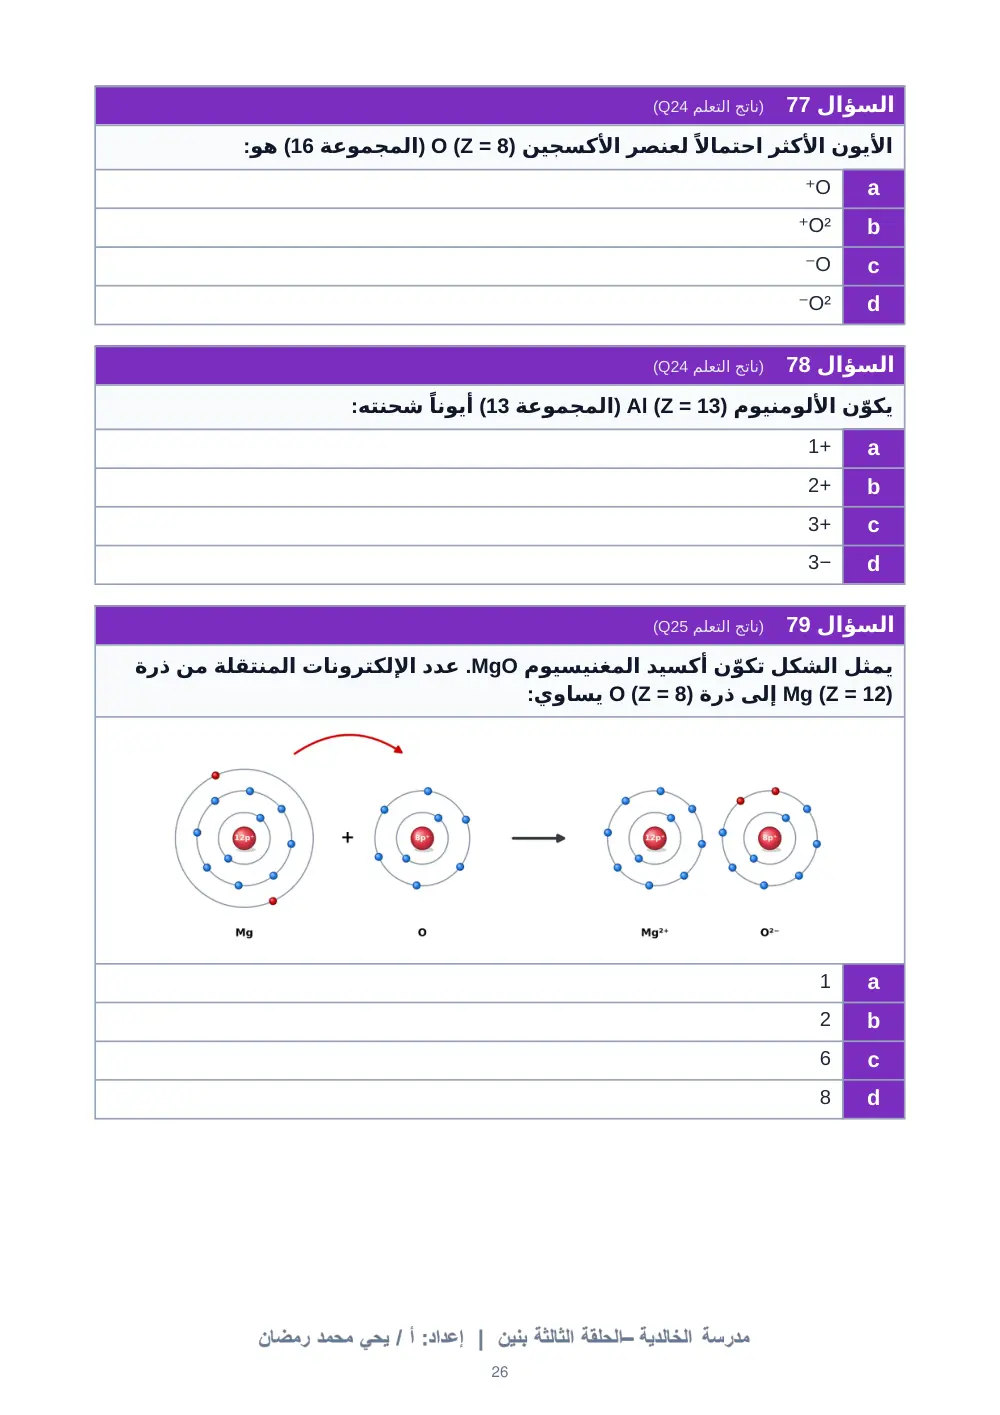 السؤال 77 (ناتج التعلم Q24)
الأيون الأكثر احتمالاً لعنصر الأكسجين O (Z = 8) (المجموعة 16) هو:
a ⁺O
b ⁺O²
c ⁻O
d ⁻O²
السؤال 78 (ناتج التعلم Q24)
يكوّن الألومنيوم Al (Z = 13) (المجموعة 13) أيوناً شحنته:
a 1+
b 2+
c 3+
d 3−
السؤال 79 (ناتج التعلم Q25)
يمثل الشكل تكوّن أكسيد المغنيسيوم MgO. عدد الإلكترونات المنتقلة من ذرة
Mg (Z = 12) إلى ذرة O (Z = 8) يساوي:
12p⁺ + 8p⁺ 12p⁺ 8p⁺
Mg O Mg²⁺ O²⁻
a 1
b 2
c 6
d 8
مدرسة الخالدية –الحلقة الثالثة بنين | إعداد: أ / يحي محمد رمضان
26